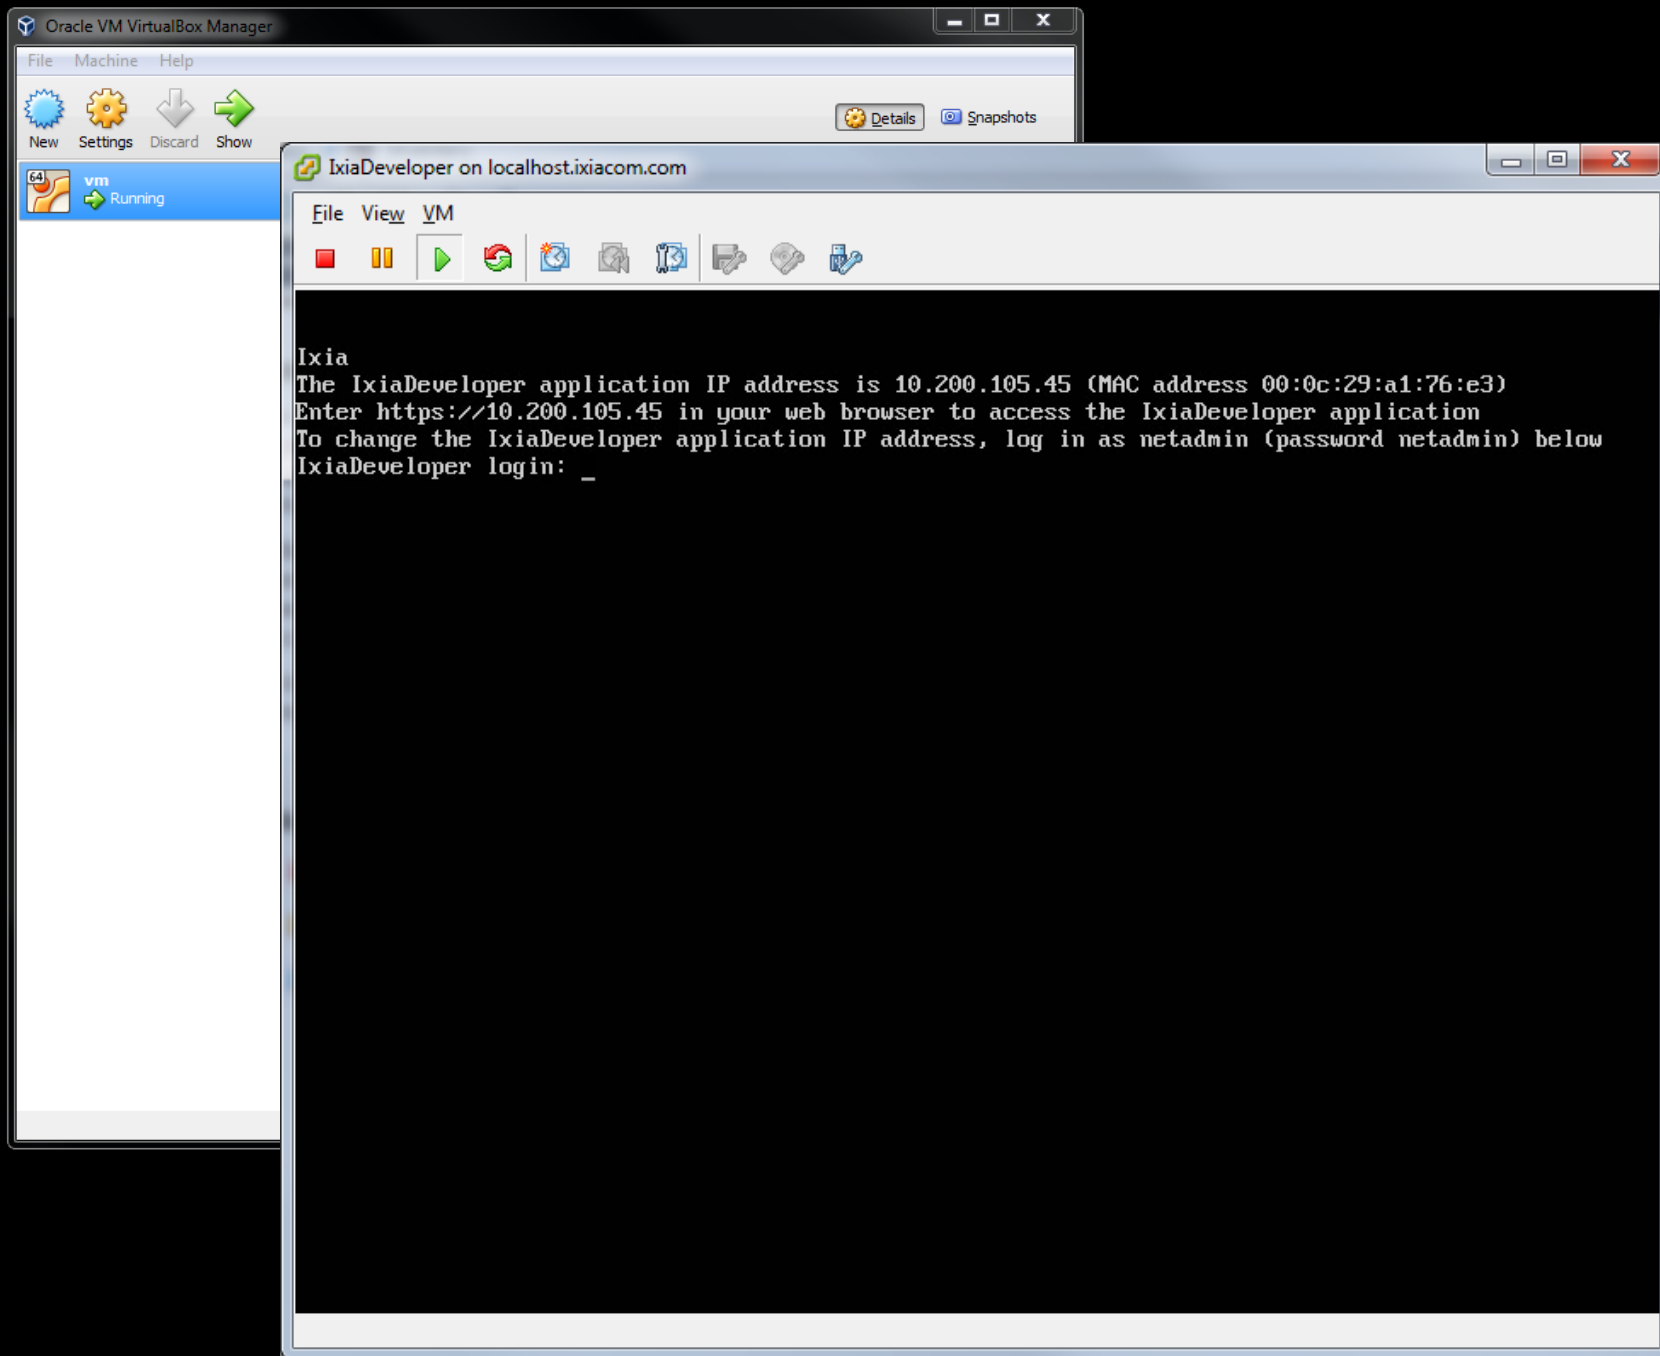 Oracle VM VirtualBox Manager
File Machine Help
New Settings Discard Show
Details Snapshots
64
vm
Running
IxiaDeveloper on localhost.ixiacom.com
File View VM
Ixia
The IxiaDeveloper application IP address is 10.200.105.45 (MAC address 00:0c:29:a1:76:e3)
Enter https://10.200.105.45 in your web browser to access the IxiaDeveloper application
To change the IxiaDeveloper application IP address, log in as netadmin (password netadmin) below
IxiaDeveloper login: _